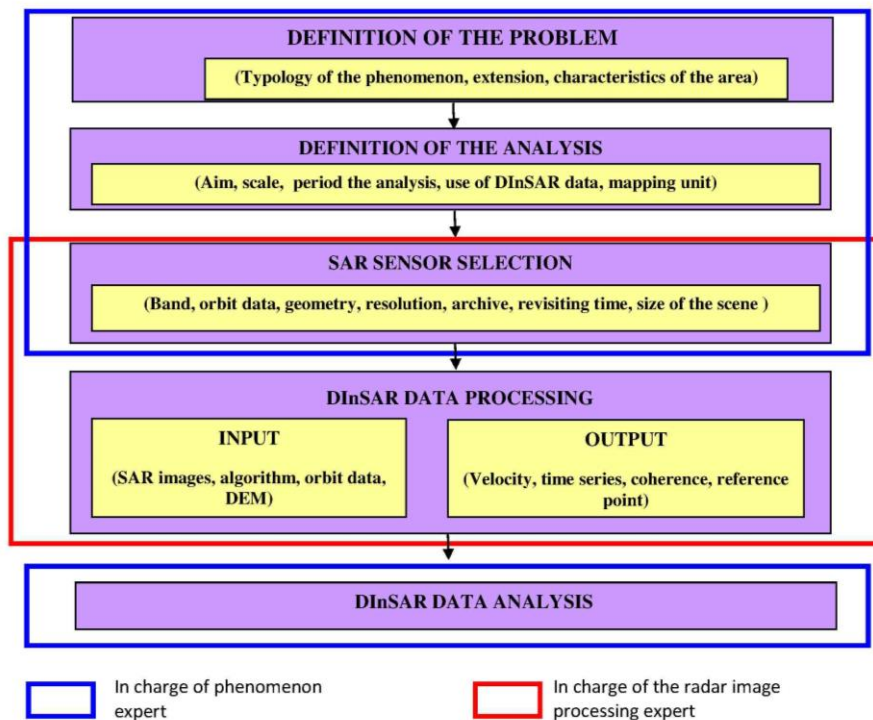 DEFINITION OF THE PROBLEM
(Typology of the phenomenon, extension, characteristics of the area)
DEFINITION OF THE ANALYSIS
(Aim, scale, period the analysis, use of DInSAR data, mapping unit)
SAR SENSOR SELECTION
(Band, orbit data, geometry, resolution, archive, revisiting time, size of the scene )
DInSAR DATA PROCESSING
INPUT
(SAR images, algorithm, orbit data,
DEM)
OUTPUT
(Velocity, time series, coherence, reference
point)
DInSAR DATA ANALYSIS
In charge of phenomenon
expert
In charge of the radar image
processing expert